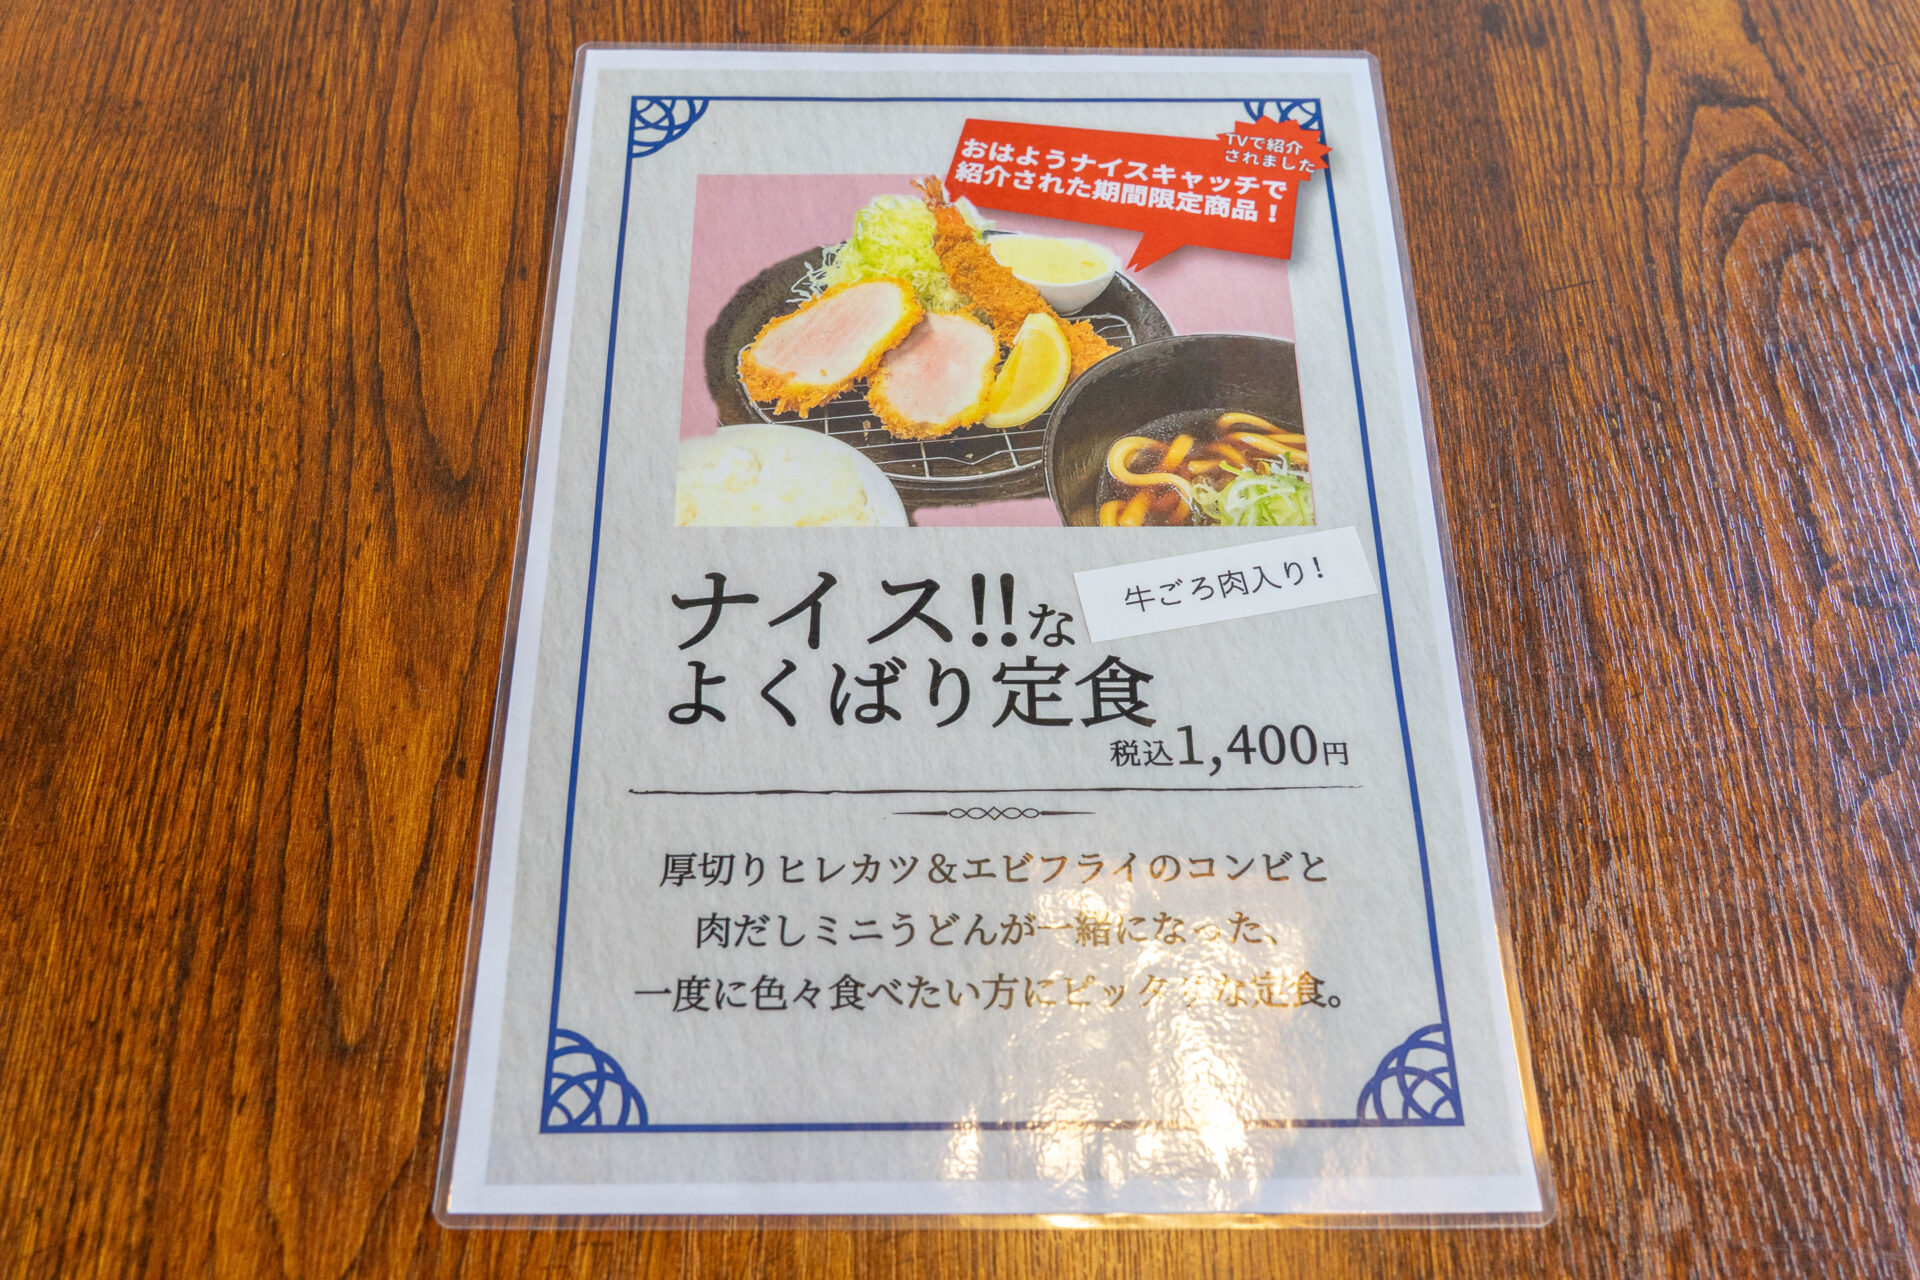 TVで紹介
されました
おはようナイスキャッチで
紹介された期間限定商品！
牛ごろ肉入り！
ナイス!!な
よくばり定食
税込1,400円
厚切りヒレカツ＆エビフライのコンビと
肉だしミニうどんが一緒になった、
一度に色々食べたい方にピッタリな定食。